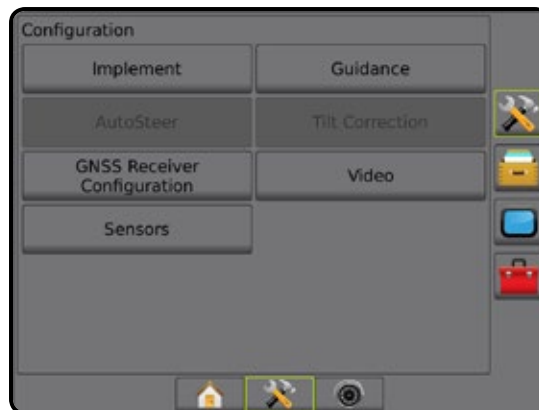 Configuration
Implement
Guidance
AutoSteer
Tilt Correction
GNSS Receiver
Configuration
Video
Sensors